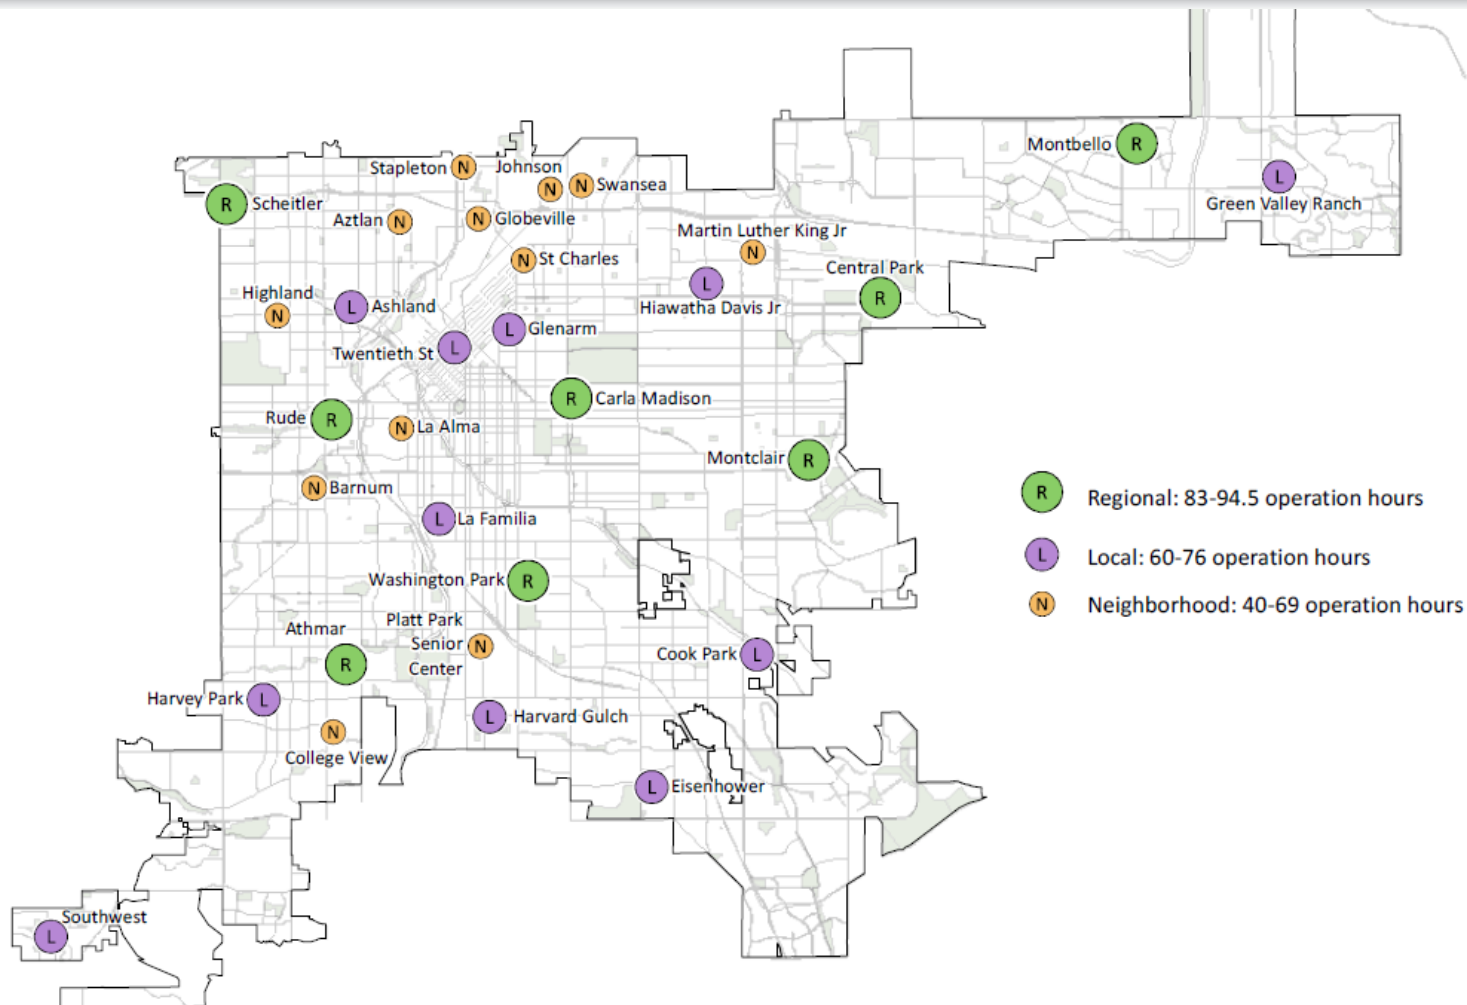 Montbello R
L
Green Valley Ranch
Stapleton N
Johnson
N
N Swansea
R Scheitler
Aztlan N
N Globeville
Martin Luther King Jr
N
N St Charles
Central Park
R
L
Hiawatha Davis Jr
Highland
N
L Ashland
L Glenarm
Twentieth St L
R Carla Madison
Rude R
N La Alma
Montclair R
N Barnum
L La Familia
R Regional: 83-94.5 operation hours
L Local: 60-76 operation hours
N Neighborhood: 40-69 operation hours
Washington Park R
Athmar
R
Platt Park
Senior
Center
N
Cook Park L
Harvey Park L
L Harvard Gulch
N
College View
L Eisenhower
Southwest
L